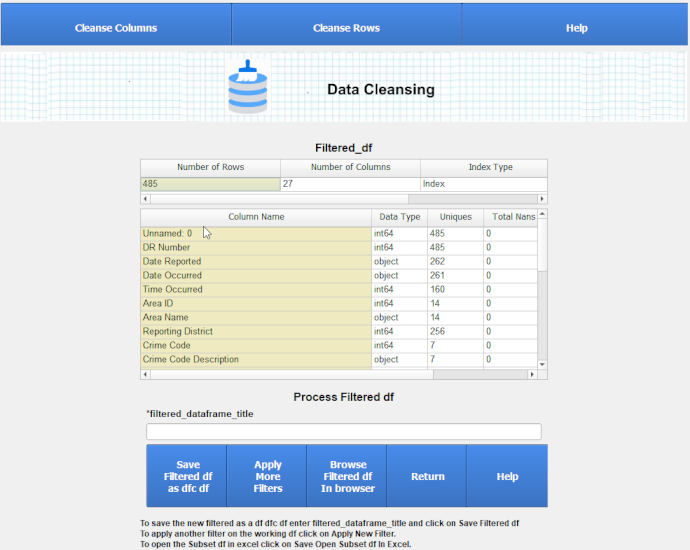 Cleanse Columns Cleanse Rows Help
Data Cleansing
Filtered_df
Number of Rows Number of Columns Index Type
485 27 Index
Column Name Data Type Uniques Total Nans
Unnamed: 0 int64 485 0
DR Number int64 485 0
Date Reported object 262 0
Date Occurred object 261 0
Time Occurred int64 160 0
Area ID int64 14 0
Area Name object 14 0
Reporting District int64 256 0
Crime Code int64 7 0
Crime Code Description object 7 0
Process Filtered df
*filtered_dataframe_title
Save Filtered df as dfc df
Apply More Filters
Browse Filtered df In browser
Return
Help
To save the new filtered as a df dfc df enter filtered_dataframe_title and click on Save Filtered df
To apply another filter on the working df click on Apply New Filter.
To open the Subset df in excel click on Save Open Subset df In Excel.